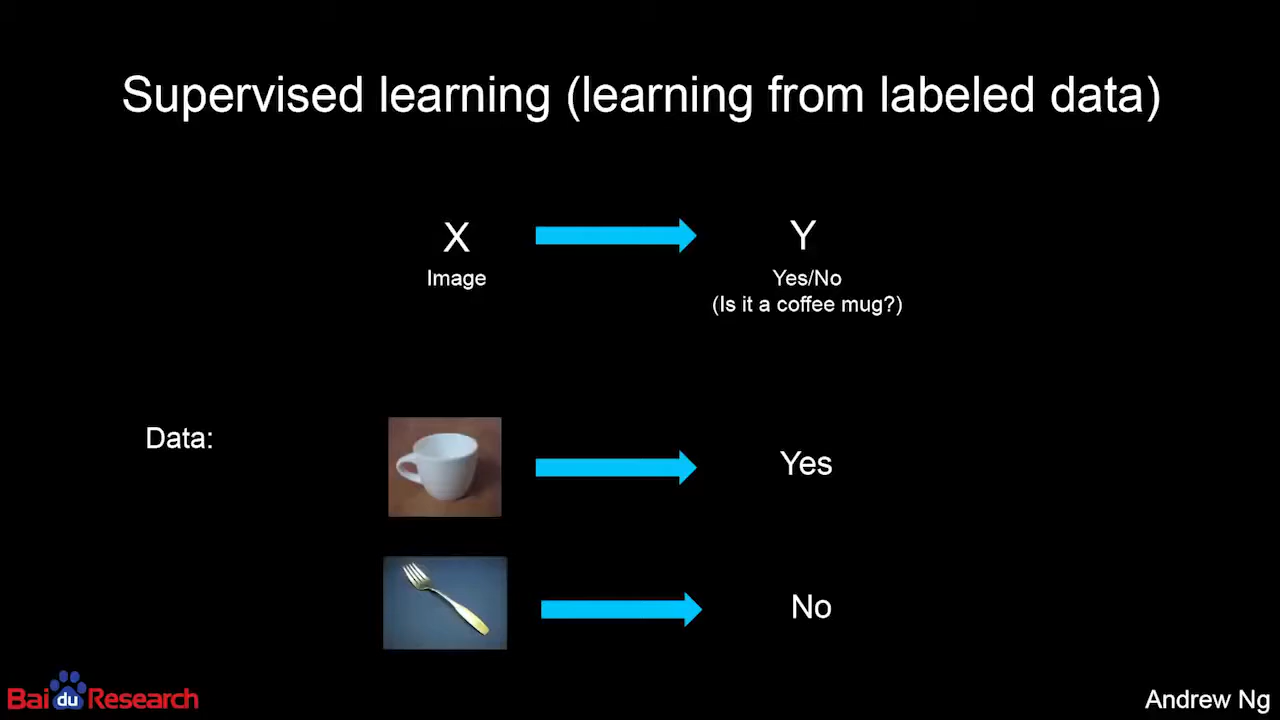 Supervised learning (learning from labeled data)
X
Y
Image
Yes/No
(Is it a coffee mug?)
Data:
Yes
No
Bai du Research
Andrew Ng